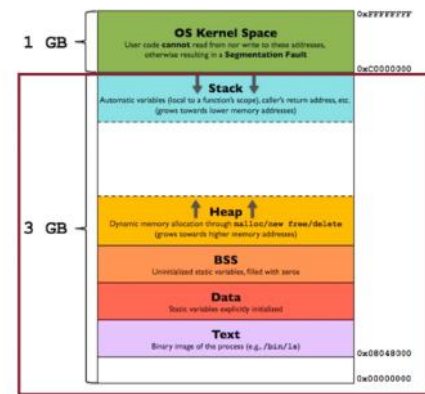 0xFFFFFFFF
1 GB
OS Kernel Space
User code cannot read from nor write to these addresses,
otherwise resulting in a Segmentation Fault
0xC0000000
Stack
Automatic variables (local to a function's scope), caller's return address, etc.
(grows towards lower memory addresses)
3 GB
Heap
Dynamic memory allocation through malloc/new free/delete
(grows towards higher memory addresses)
BSS
Uninitialized static variables, filled with zeros
Data
Static variables explicitly initialized
Text
Binary image of the process (e.g., /bin/ls)
0x08048000
0x00000000